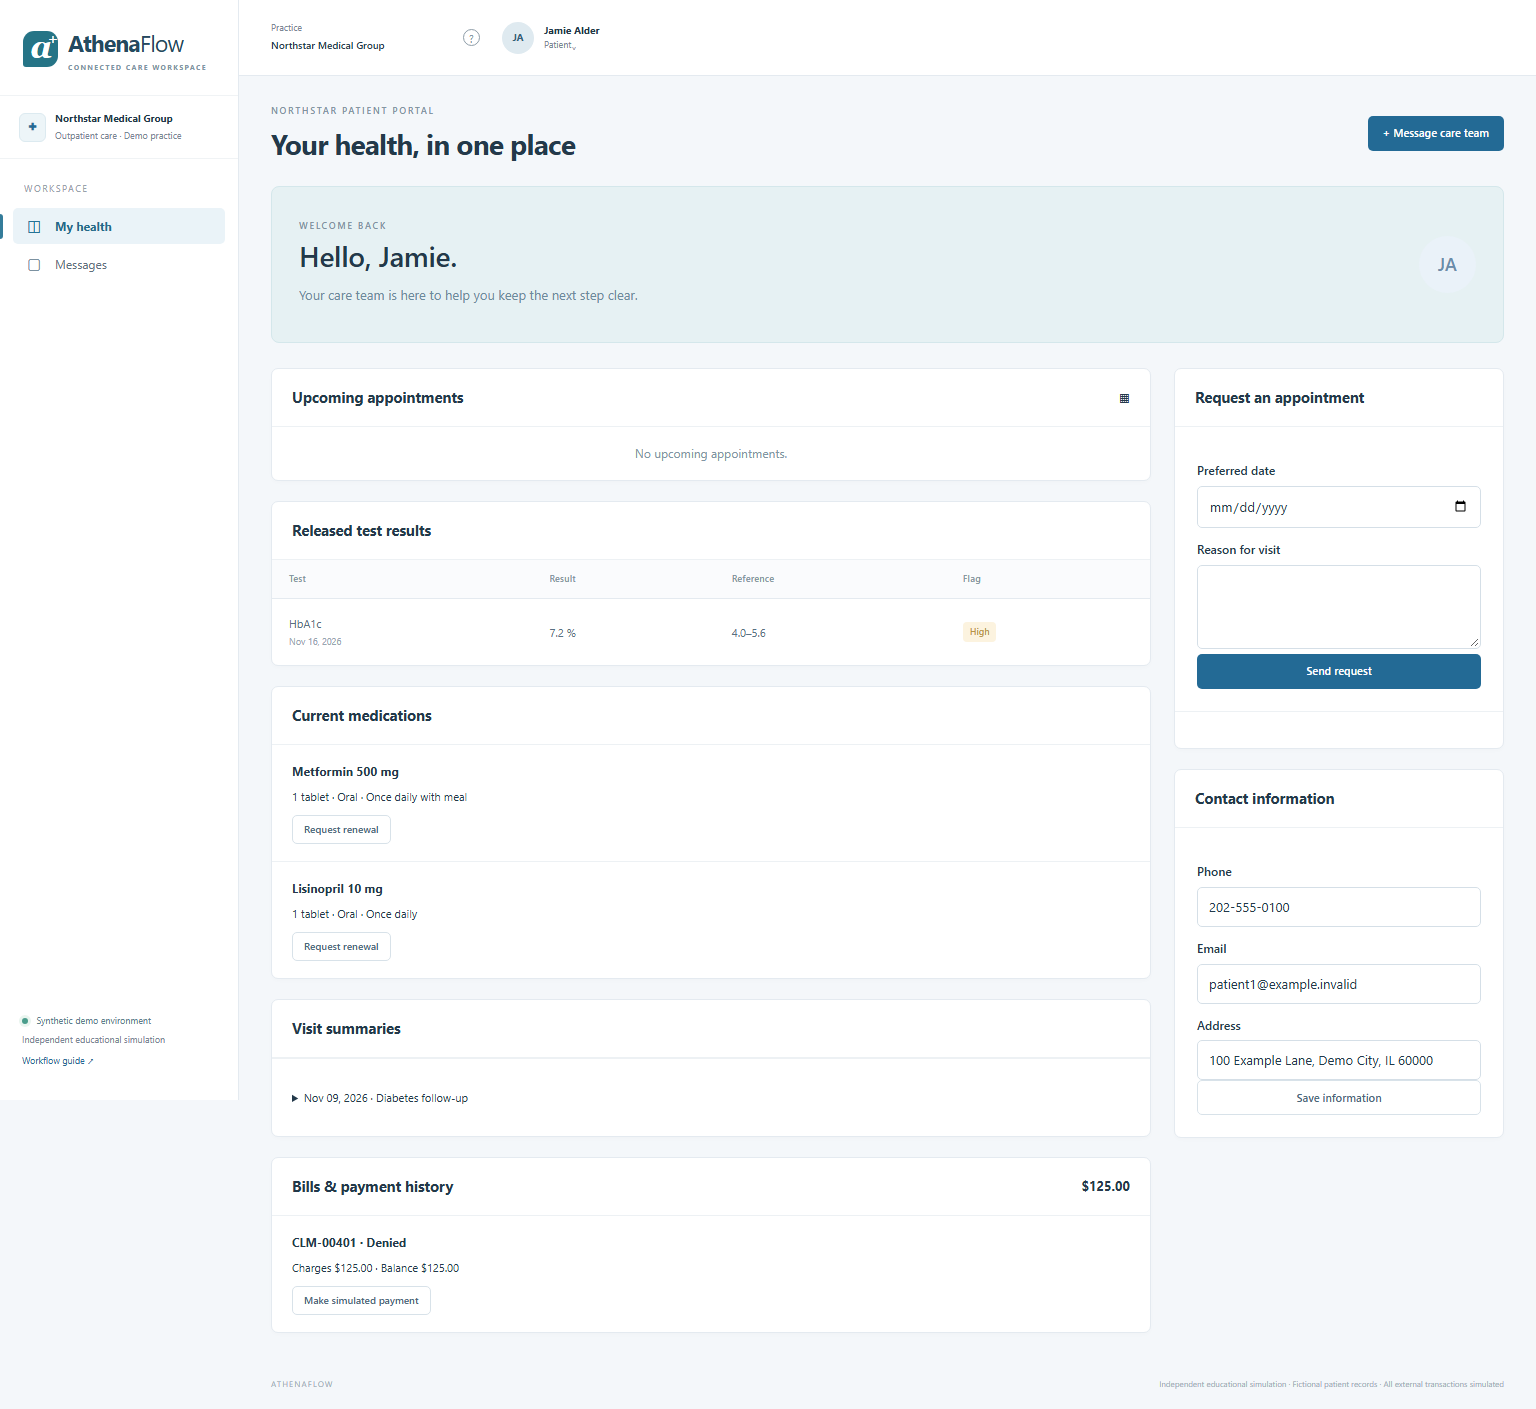 a+ AthenaFlow
CONNECTED CARE WORKSPACE
Northstar Medical Group
Outpatient care · Demo practice
WORKSPACE
My health
Messages
Synthetic demo environment
Independent educational simulation
Workflow guide ↗
Practice
Northstar Medical Group
?
JA
Jamie Alder
Patient
NORTHSTAR PATIENT PORTAL
Your health, in one place
+ Message care team
WELCOME BACK
Hello, Jamie.
Your care team is here to help you keep the next step clear.
JA
Upcoming appointments
No upcoming appointments.
Released test results
Test Result Reference Flag
HbA1c
Nov 16, 2026
7.2 % 4.0–5.6 High
Current medications
Metformin 500 mg
1 tablet · Oral · Once daily with meal
Request renewal
Lisinopril 10 mg
1 tablet · Oral · Once daily
Request renewal
Visit summaries
Nov 09, 2026 · Diabetes follow-up
Bills & payment history $125.00
CLM-00401 · Denied
Charges $125.00 · Balance $125.00
Make simulated payment
Request an appointment
Preferred date
mm/dd/yyyy
Reason for visit
Send request
Contact information
Phone
202-555-0100
Email
patient1@example.invalid
Address
100 Example Lane, Demo City, IL 60000
Save information
ATHENAFLOW
Independent educational simulation · Fictional patient records · All external transactions simulated